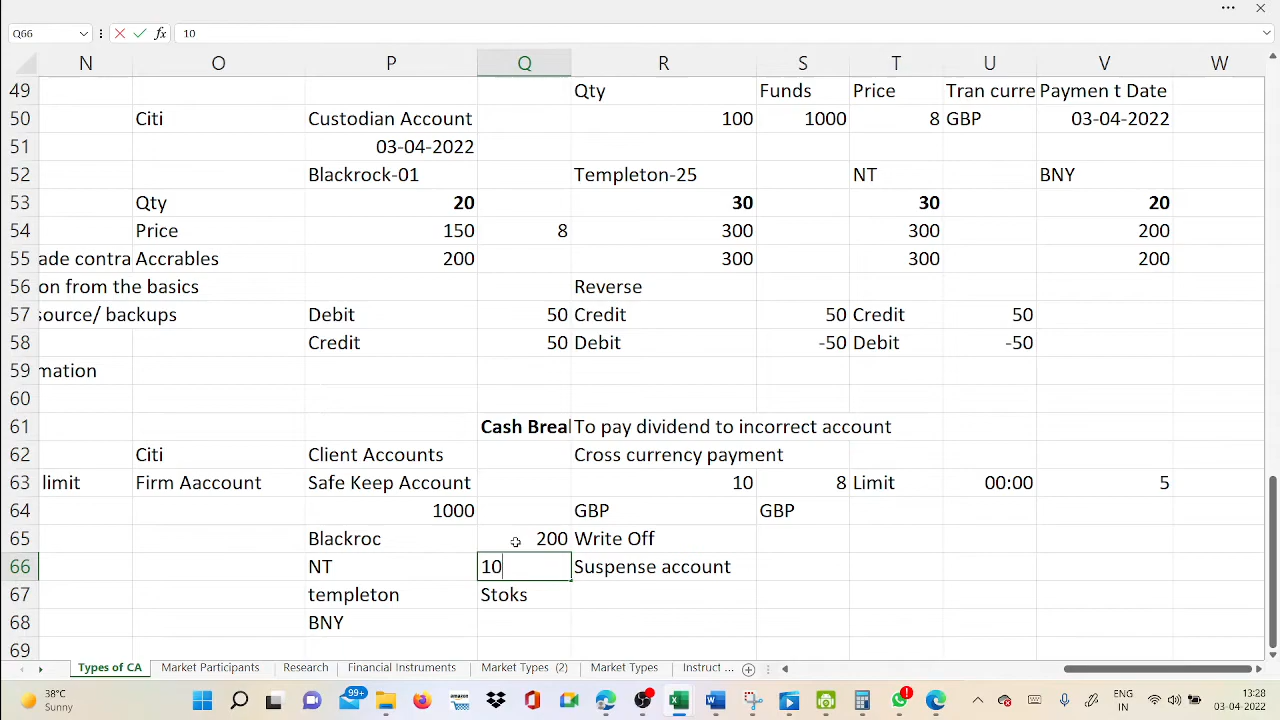 Q66 10
N O P Q R S T U V W
49 Qty Funds Price Tran curre Paymen t Date
50 Citi Custodian Account 100 1000 8 GBP 03-04-2022
51 03-04-2022
52 Blackrock-01 Templeton-25 NT BNY
53 Qty 20 30 30 20
54 Price 150 8 300 300 200
55 ade contra Accrables 200 300 300 200
56 on from the basics Reverse
57 source/ backups Debit 50 Credit 50 Credit 50
58 Credit 50 Debit -50 Debit -50
59 mation
60
61 Cash Brea To pay dividend to incorrect account
62 Citi Client Accounts Cross currency payment
63 limit Firm Aaccount Safe Keep Account 10 8 Limit 00:00 5
64 1000 GBP GBP
65 Blackroc 200 Write Off
66 NT 10 Suspense account
67 templeton Stoks
68 BNY
69
Types of CA Market Participants Research Financial Instruments Market Types (2) Market Types Instruct ...
38°C
Sunny
99+
amazon
ENG
IN
13:28
03-04-2022